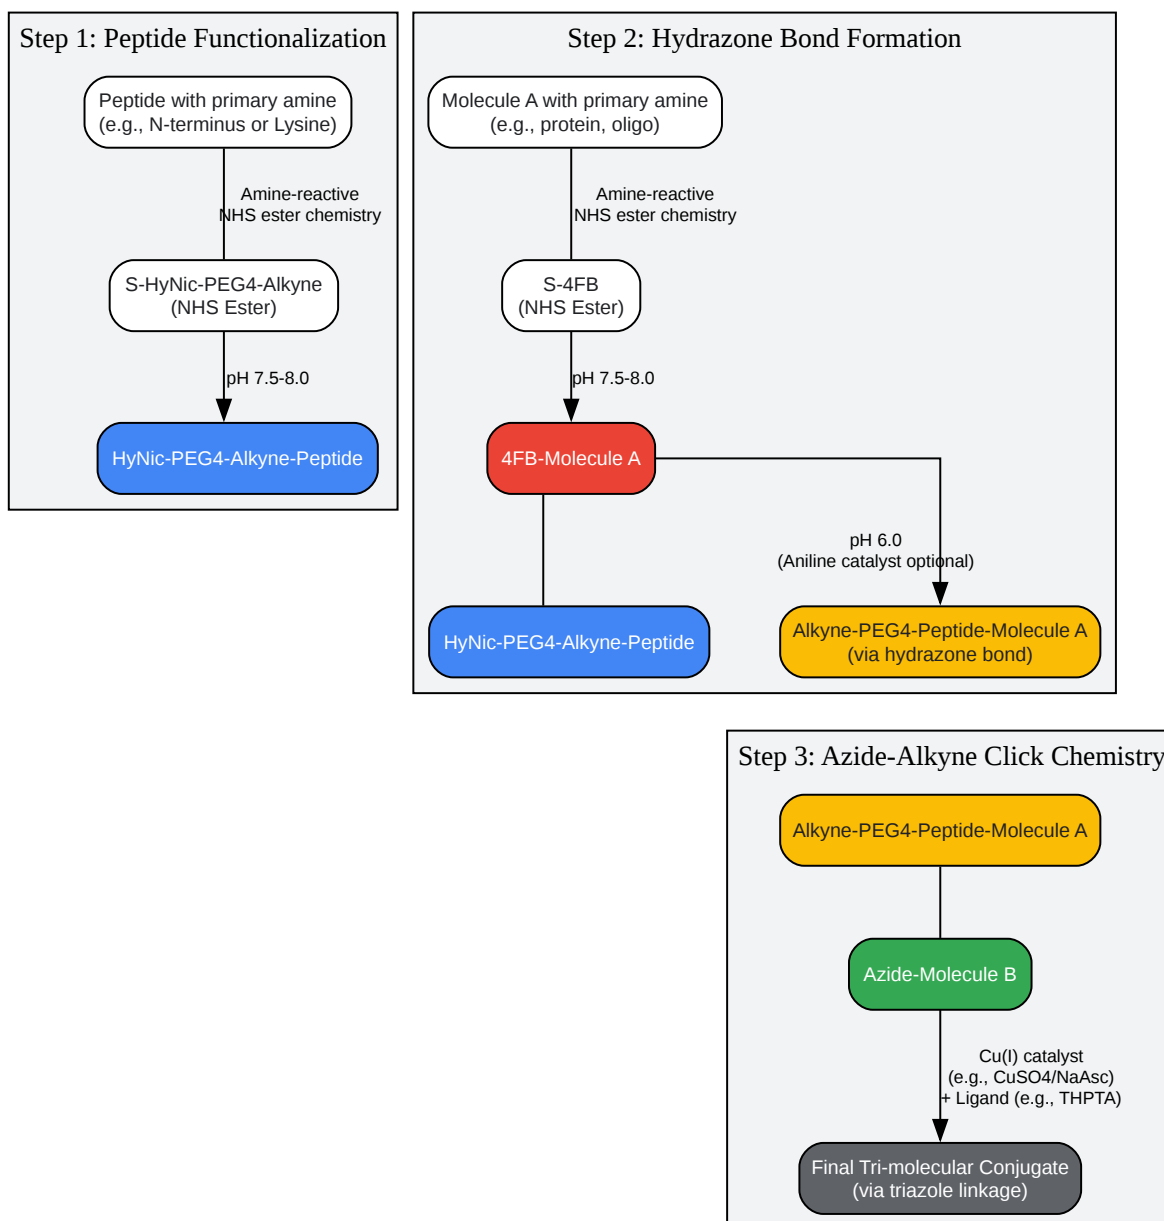 Step 1: Peptide Functionalization
Peptide with primary amine
(e.g., N-terminus or Lysine)
Amine-reactive
NHS ester chemistry
S-HyNic-PEG4-Alkyne
(NHS Ester)
pH 7.5-8.0
HyNic-PEG4-Alkyne-Peptide
Step 2: Hydrazone Bond Formation
Molecule A with primary amine
(e.g., protein, oligo)
Amine-reactive
NHS ester chemistry
S-4FB
(NHS Ester)
pH 7.5-8.0
4FB-Molecule A
pH 6.0
(Aniline catalyst optional)
HyNic-PEG4-Alkyne-Peptide
Alkyne-PEG4-Peptide-Molecule A
(via hydrazone bond)
Step 3: Azide-Alkyne Click Chemistry
Alkyne-PEG4-Peptide-Molecule A
Azide-Molecule B
Cu(I) catalyst
(e.g., CuSO4/NaAsc)
+ Ligand (e.g., THPTA)
Final Tri-molecular Conjugate
(via triazole linkage)